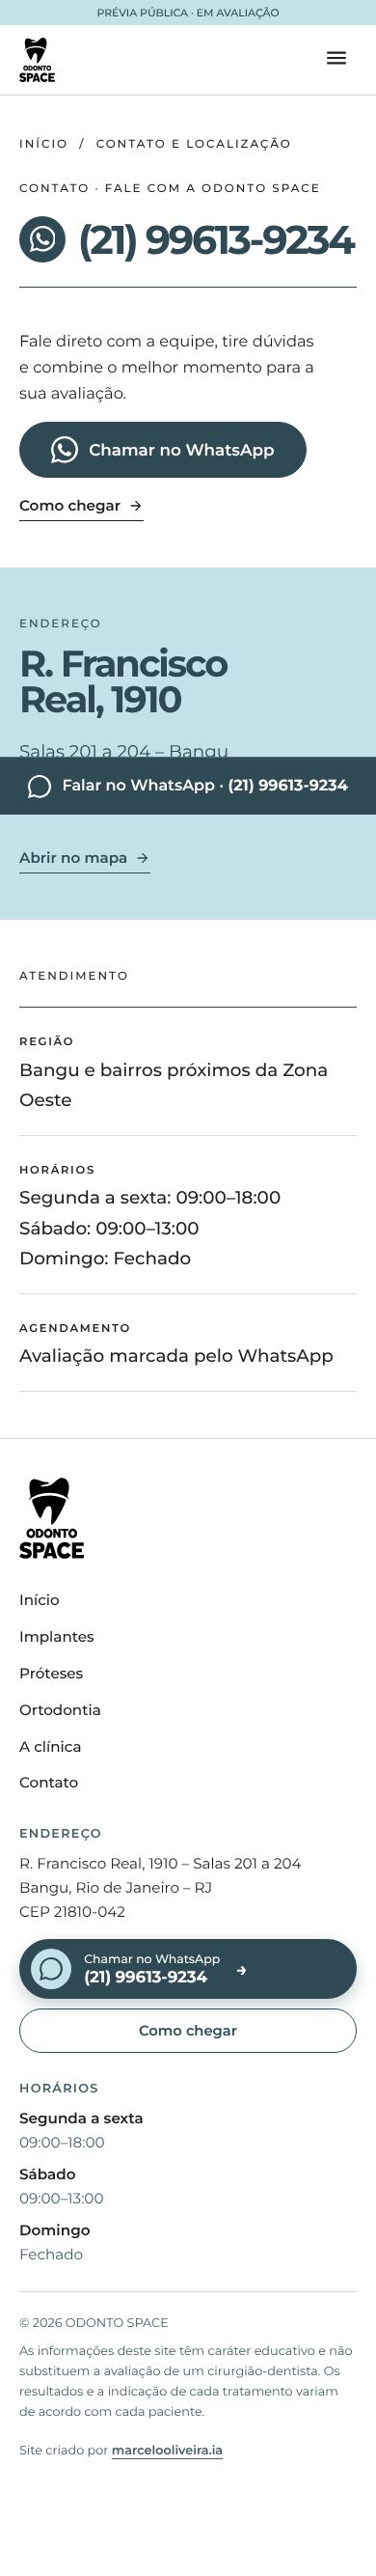 PRÉVIA PÚBLICA · EM AVALIAÇÃO
ODONTO
SPACE
INÍCIO / CONTATO E LOCALIZAÇÃO
CONTATO · FALE COM A ODONTO SPACE
(21) 99613-9234
Fale direto com a equipe, tire dúvidas
e combine o melhor momento para a
sua avaliação.
Chamar no WhatsApp
Como chegar →
ENDEREÇO
R. Francisco
Real, 1910
Salas 201 a 204 – Bangu
Falar no WhatsApp · (21) 99613-9234
Abrir no mapa →
ATENDIMENTO
REGIÃO
Bangu e bairros próximos da Zona
Oeste
HORÁRIOS
Segunda a sexta: 09:00–18:00
Sábado: 09:00–13:00
Domingo: Fechado
AGENDAMENTO
Avaliação marcada pelo WhatsApp
ODONTO
SPACE
Início
Implantes
Próteses
Ortodontia
A clínica
Contato
ENDEREÇO
R. Francisco Real, 1910 – Salas 201 a 204
Bangu, Rio de Janeiro – RJ
CEP 21810-042
Chamar no WhatsApp
(21) 99613-9234 →
Como chegar
HORÁRIOS
Segunda a sexta
09:00–18:00
Sábado
09:00–13:00
Domingo
Fechado
© 2026 ODONTO SPACE
As informações deste site têm caráter educativo e não
substituem a avaliação de um cirurgião-dentista. Os
resultados e a indicação de cada tratamento variam
de acordo com cada paciente.
Site criado por marcelooliveira.ia